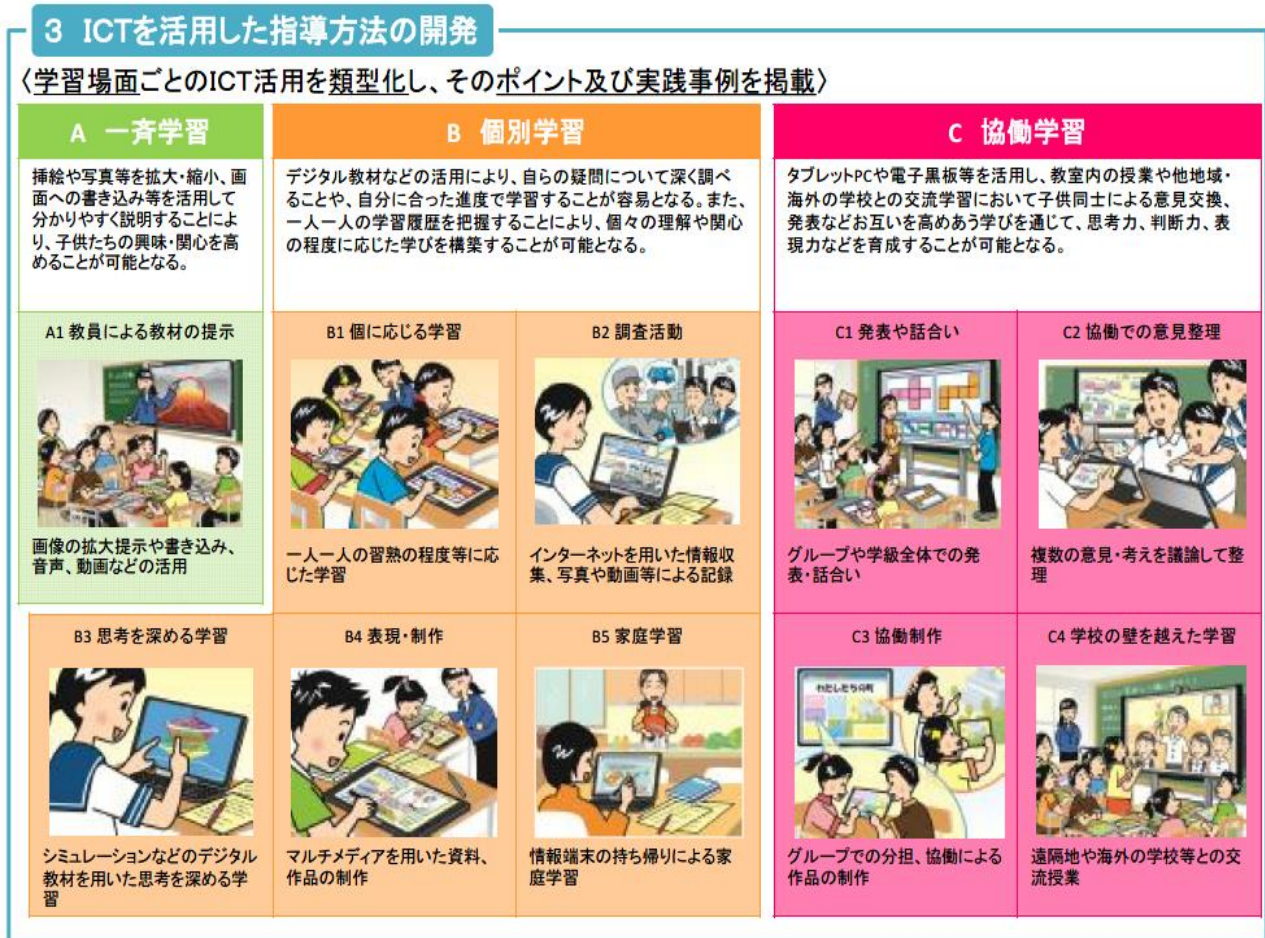 3 ICTを活用した指導方法の開発
〈学習場面ごとのICT活用を類型化し、そのポイント及び実践事例を掲載〉
A 一斉学習
挿絵や写真等を拡大・縮小、画
面への書き込み等を活用して
分かりやすく説明することによ
り、子供たちの興味・関心を高
めることが可能となる。
B 個別学習
デジタル教材などの活用により、自らの疑問について深く調べ
ることや、自分に合った進度で学習することが容易となる。また、
一人一人の学習履歴を把握することにより、個々の理解や関心
の程度に応じた学びを構築することが可能となる。
C 協働学習
タブレットPCや電子黒板等を活用し、教室内の授業や他地域・
海外の学校との交流学習において子供同士による意見交換、
発表などお互いを高めあう学びを通じて、思考力、判断力、表
現力などを育成することが可能となる。
A1 教員による教材の提示
画像の拡大提示や書き込み、
音声、動画などの活用
B1 個に応じる学習
一人一人の習熟の程度等に応
じた学習
B2 調査活動
インターネットを用いた情報収
集、写真や動画等による記録
C1 発表や話合い
グループや学級全体での発
表・話合い
C2 協働での意見整理
複数の意見・考えを議論して整
理
B3 思考を深める学習
シミュレーションなどのデジタル
教材を用いた思考を深める学
習
B4 表現・制作
マルチメディアを用いた資料、
作品の制作
B5 家庭学習
情報端末の持ち帰りによる家
庭学習
C3 協働制作
わたしたちの町
グループでの分担、協働による
作品の制作
C4 学校の壁を越えた学習
遠隔地や海外の学校等との交
流授業